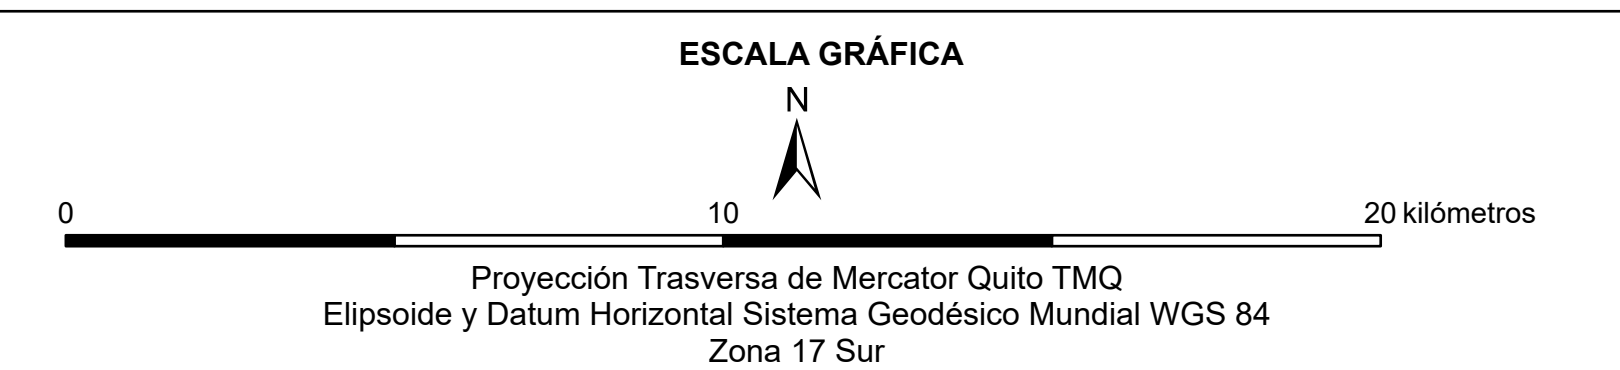 ESCALA GRÁFICA
N
0 10 20 kilómetros
Proyección Trasversa de Mercator Quito TMQ
Elipsoide y Datum Horizontal Sistema Geodésico Mundial WGS 84
Zona 17 Sur